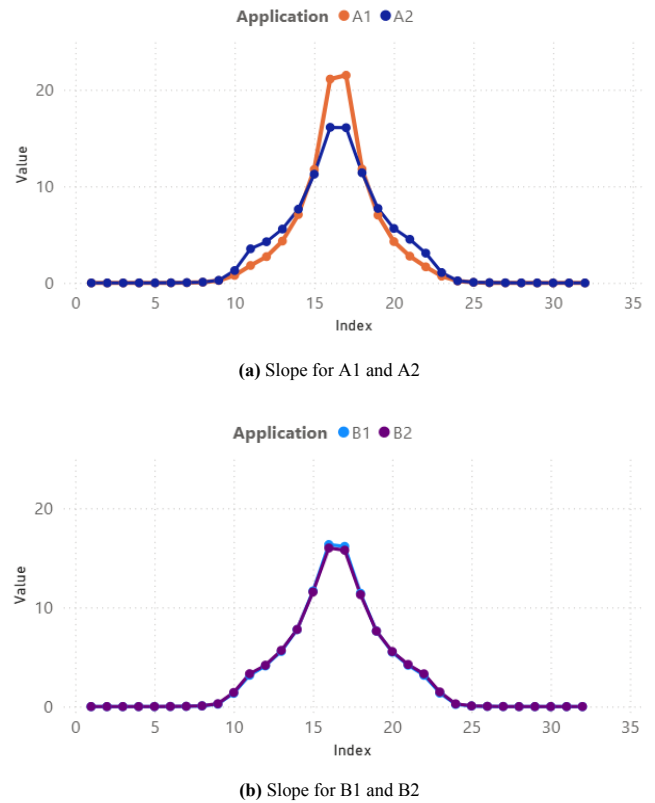 Application A1 A2
20
10
0
Value
0 5 10 15 20 25 30 35
Index
(a) Slope for A1 and A2
Application B1 B2
20
10
0
Value
0 5 10 15 20 25 30 35
Index
(b) Slope for B1 and B2